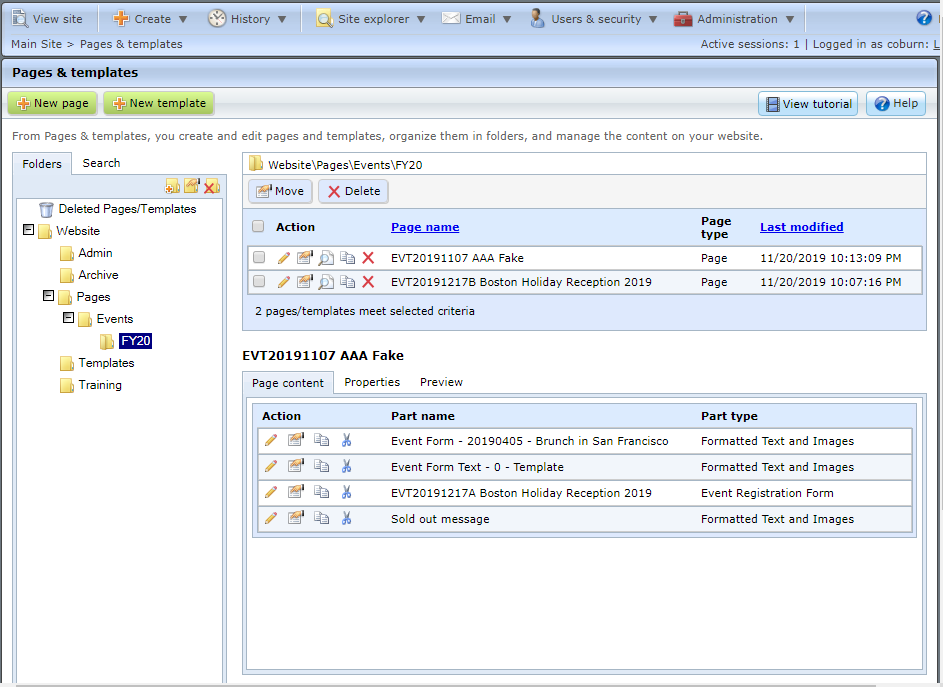 View site Create History Site explorer Email Users & security Administration
Main Site > Pages & templates Active sessions: 1 | Logged in as coburn: L
Pages & templates
New page New template View tutorial Help
From Pages & templates, you create and edit pages and templates, organize them in folders, and manage the content on your website.
Folders Search
Deleted Pages/Templates
Website
Admin
Archive
Pages
Events
FY20
Templates
Training
Website\Pages\Events\FY20
Move Delete
Action Page name Page type Last modified
EVT20191107 AAA Fake Page 11/20/2019 10:13:09 PM
EVT20191217B Boston Holiday Reception 2019 Page 11/20/2019 10:07:16 PM
2 pages/templates meet selected criteria
EVT20191107 AAA Fake
Page content Properties Preview
Action Part name Part type
Event Form - 20190405 - Brunch in San Francisco Formatted Text and Images
Event Form Text - 0 - Template Formatted Text and Images
EVT20191217A Boston Holiday Reception 2019 Event Registration Form
Sold out message Formatted Text and Images